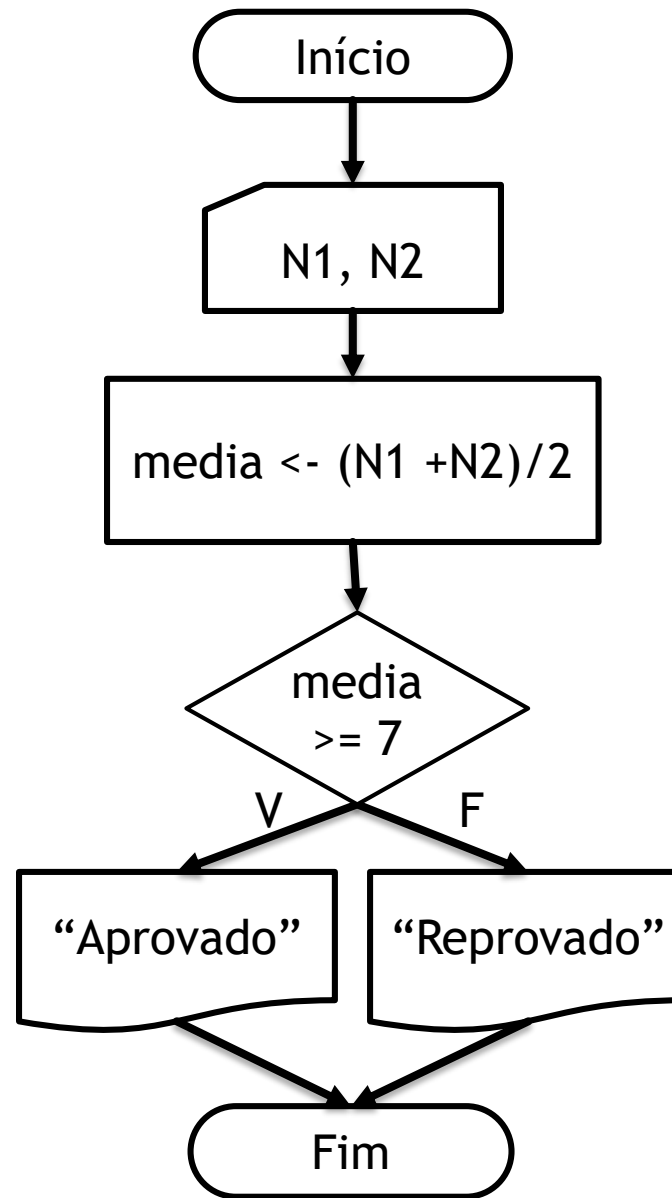 Início
N1, N2
media <- (N1 +N2)/2
media
>= 7
V
F
“Aprovado”
“Reprovado”
Fim